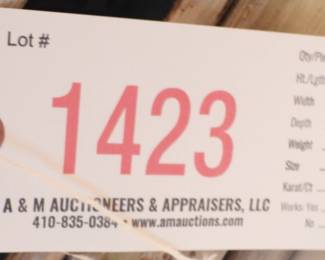 Lot #
1423
A & M AUCTIONEERS & APPRAISERS, LLC
410-835-0384 • www.amauctions.com
Qty/
Ht./Lgth
Width
Depth
Weight
Size
Karat/Ct
Works: Yes
No